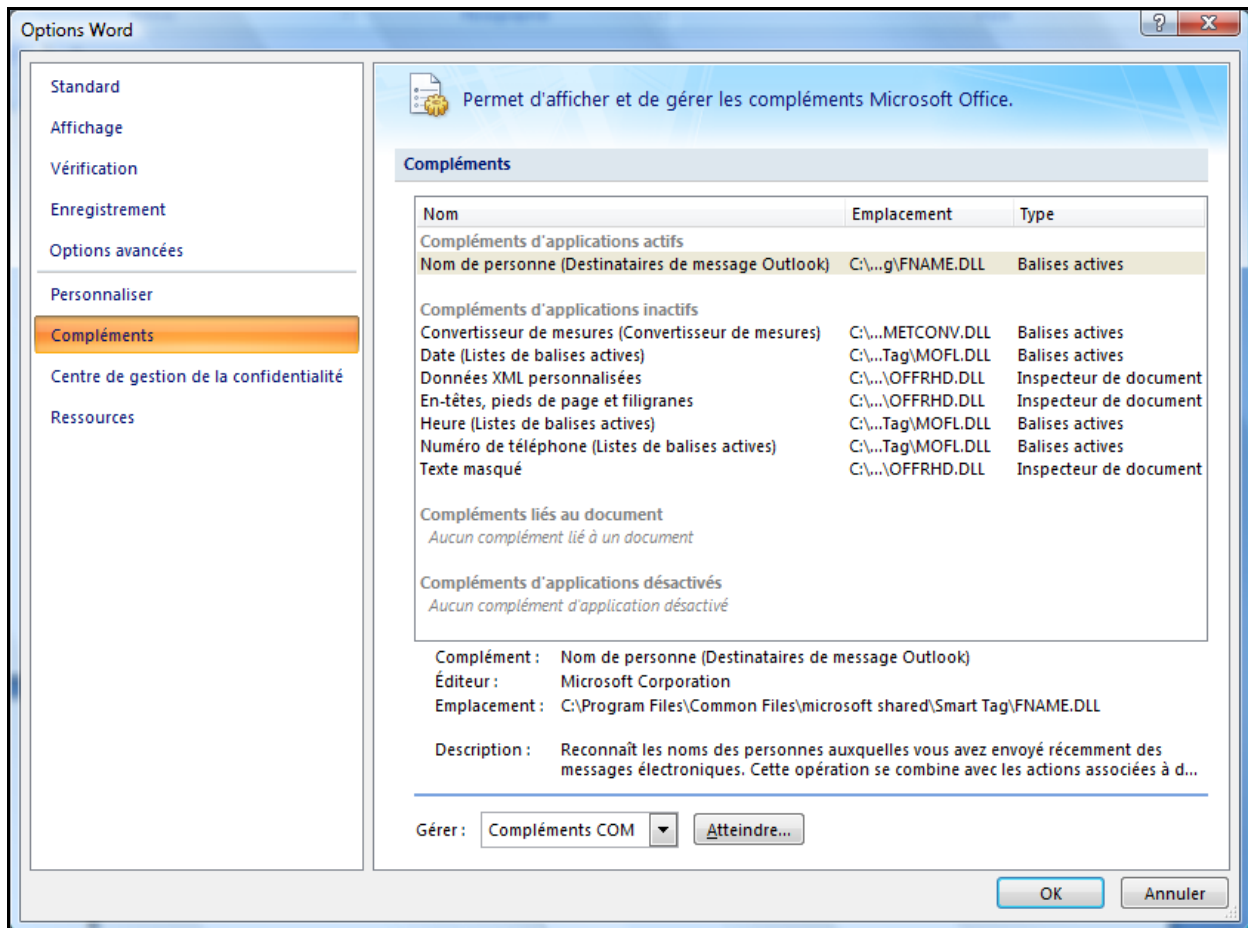 Options Word
Standard
Affichage
Vérification
Enregistrement
Options avancées
Personnaliser
Compléments
Centre de gestion de la confidentialité
Ressources
Permet d'afficher et de gérer les compléments Microsoft Office.
Compléments
Nom Emplacement Type
Compléments d'applications actifs
Nom de personne (Destinataires de message Outlook) C:\...g\FNAME.DLL Balises actives
Compléments d'applications inactifs
Convertisseur de mesures (Convertisseur de mesures) C:\...METCONV.DLL Balises actives
Date (Listes de balises actives) C:\...Tag\MOFL.DLL Balises actives
Données XML personnalisées C:\...\OFFRHD.DLL Inspecteur de document
En-têtes, pieds de page et filigranes C:\...\OFFRHD.DLL Inspecteur de document
Heure (Listes de balises actives) C:\...Tag\MOFL.DLL Balises actives
Numéro de téléphone (Listes de balises actives) C:\...Tag\MOFL.DLL Balises actives
Texte masqué C:\...\OFFRHD.DLL Inspecteur de document
Compléments liés au document
Aucun complément lié à un document
Compléments d'applications désactivés
Aucun complément d'application désactivé
Complément : Nom de personne (Destinataires de message Outlook)
Éditeur : Microsoft Corporation
Emplacement : C:\Program Files\Common Files\microsoft shared\Smart Tag\FNAME.DLL
Description : Reconnaît les noms des personnes auxquelles vous avez envoyé récemment des
messages électroniques. Cette opération se combine avec les actions associées à d...
Gérer : Compléments COM Atteindre...
OK Annuler